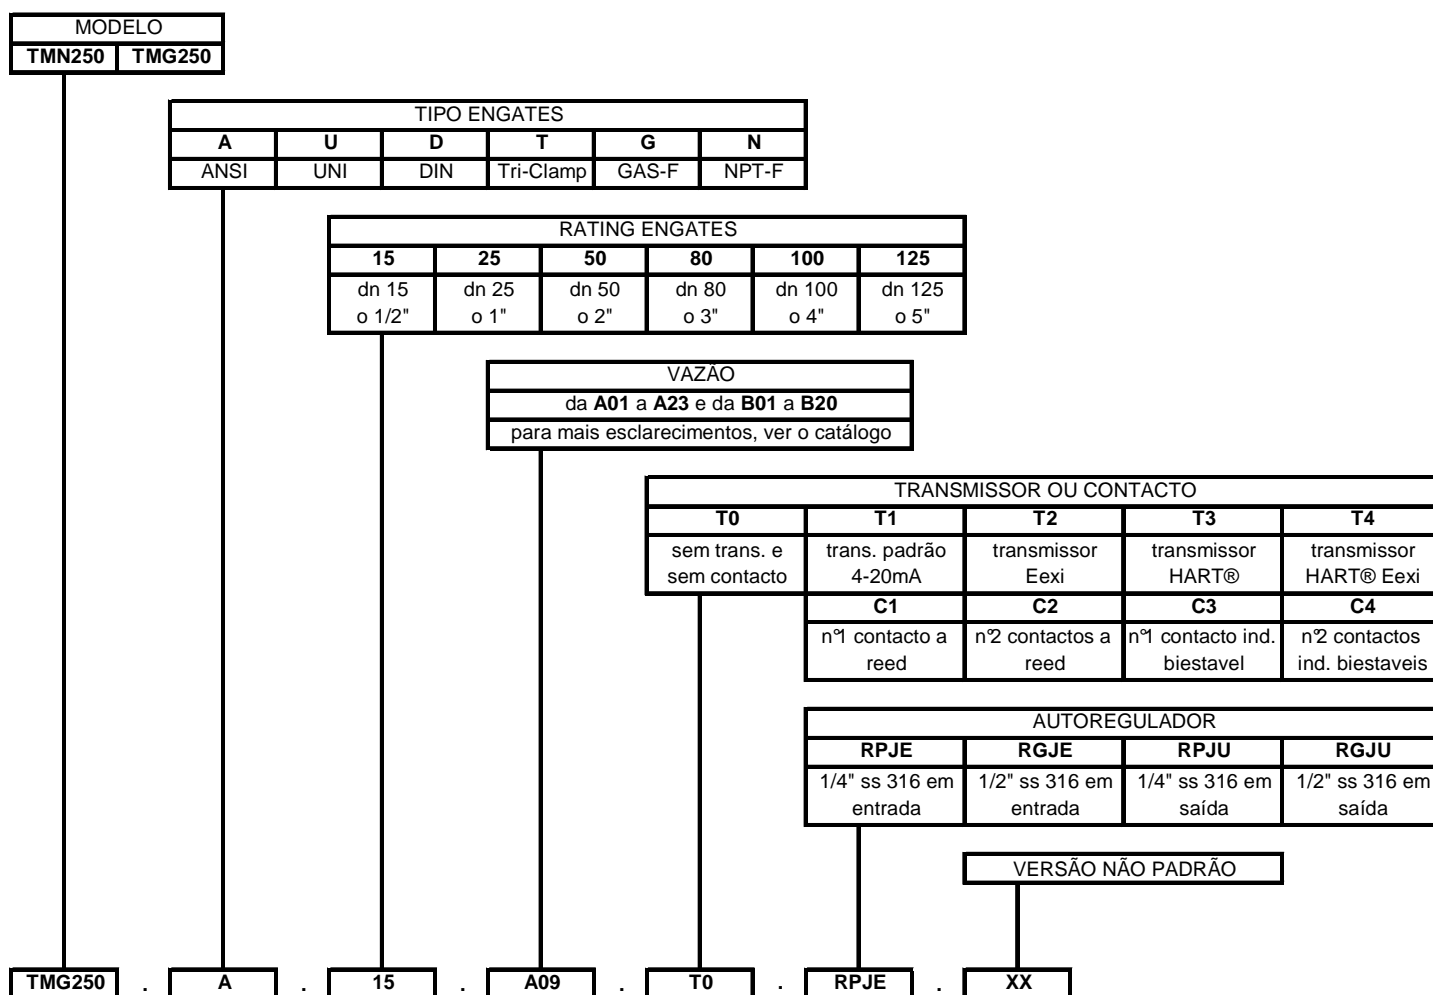 MODELO
TMN250 TMG250
TIPO ENGATES
A U D T G N
ANSI UNI DIN Tri-Clamp GAS-F NPT-F
RATING ENGATES
15 25 50 80 100 125
dn 15 dn 25 dn 50 dn 80 dn 100 dn 125
o 1/2" o 1" o 2" o 3" o 4" o 5"
VAZÃO
da A01 a A23 e da B01 a B20
para mais esclarecimentos, ver o catálogo
TRANSMISSOR OU CONTACTO
T0 T1 T2 T3 T4
sem trans. e trans. padrão transmissor transmissor transmissor
sem contacto 4-20mA Eexi HART® HART® Eexi
C1 C2 C3 C4
nº1 contacto a nº2 contactos a nº1 contacto ind. nº2 contactos
reed reed biestavel ind. biestaveis
AUTOREGULADOR
RPJE RGJE RPJU RGJU
1/4" ss 316 em 1/2" ss 316 em 1/4" ss 316 em 1/2" ss 316 em
entrada entrada saída saída
VERSÃO NÃO PADRÃO
TMG250 . A . 15 . A09 . T0 . RPJE . XX